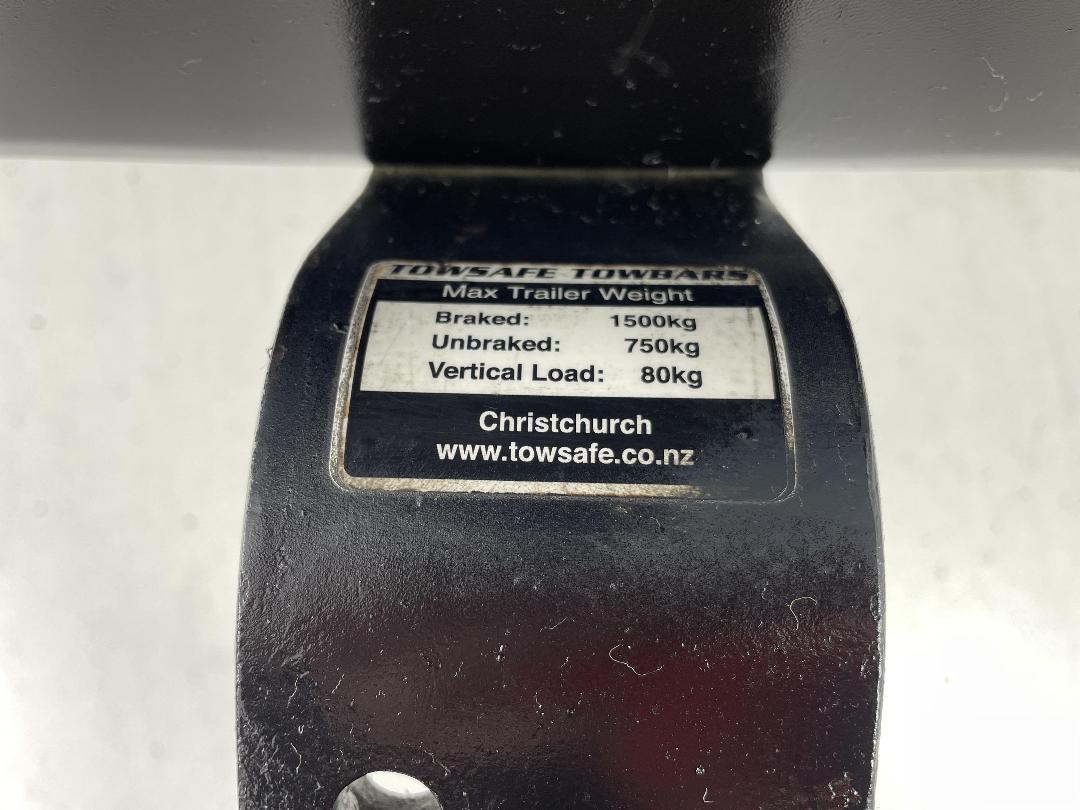 TOWSAFE TOWBARS
Max Trailer Weight
Braked: 1500kg
Unbraked: 750kg
Vertical Load: 80kg
Christchurch
www.towsafe.co.nz